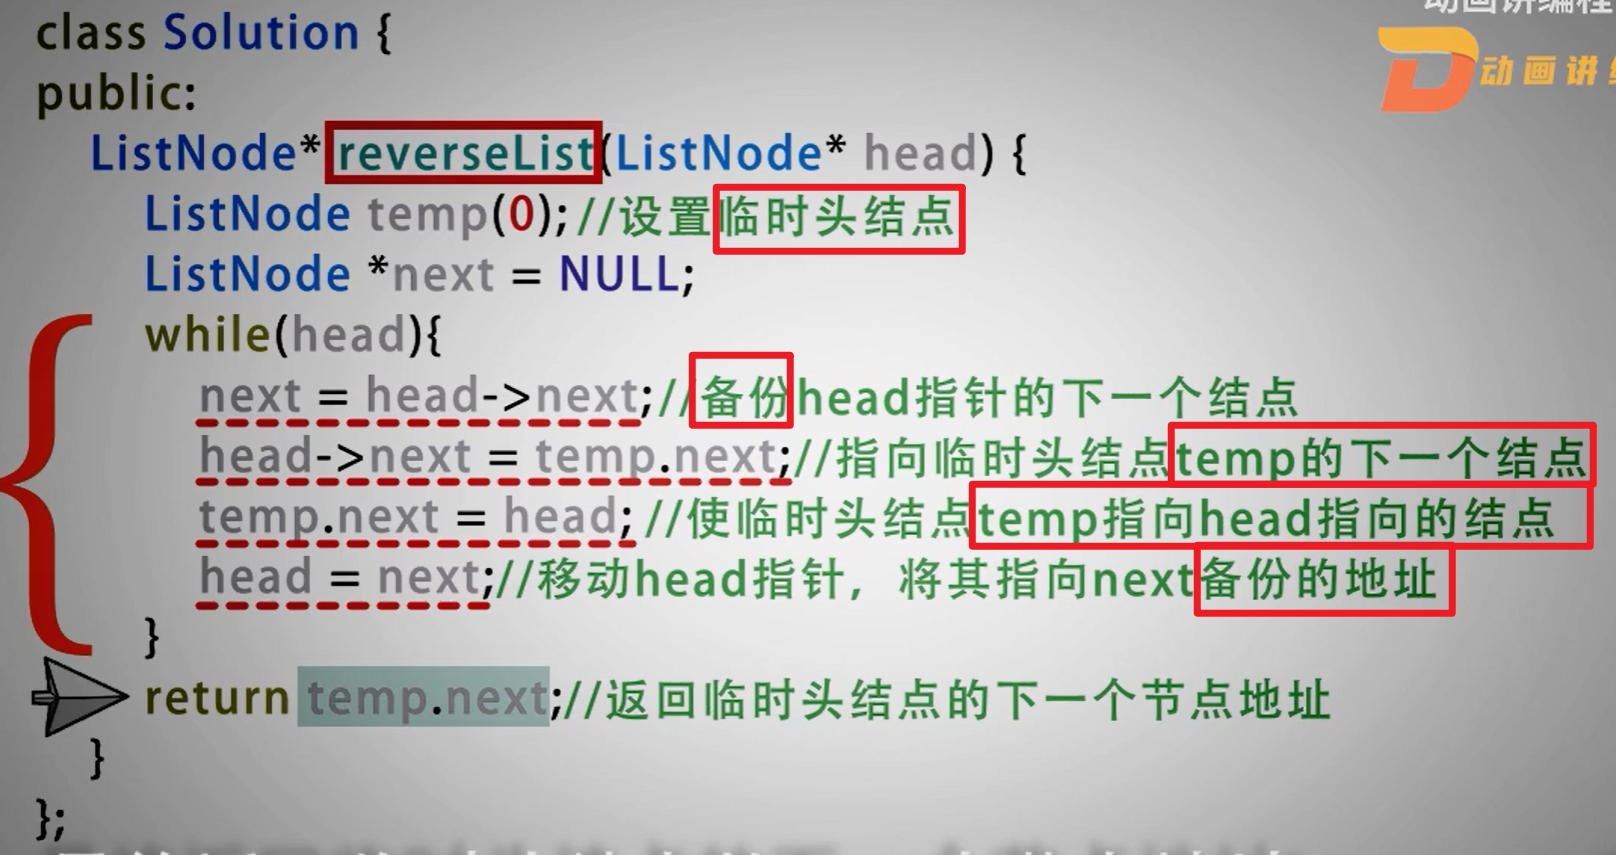 动画讲编程
动画讲
class Solution {
public:
ListNode* reverseList(ListNode* head) {
ListNode temp(0);//设置临时头结点
ListNode *next = NULL;
while(head){
next = head->next;//备份head指针的下一个结点
head->next = temp.next;//指向临时头结点temp的下一个结点
temp.next = head;//使临时头结点temp指向head指向的结点
head = next;//移动head指针，将其指向next备份的地址
}
return temp.next;//返回临时头结点的下一个节点地址
}
};